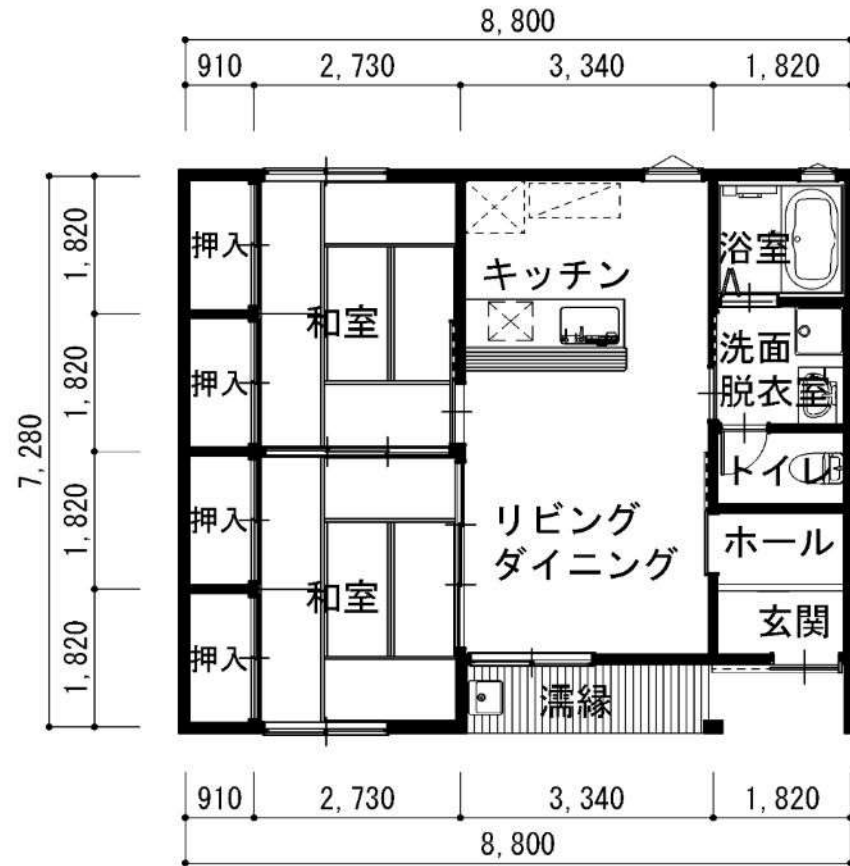 8,800
910
2,730
3,340
1,820
7,280
1,820
1,820
1,820
1,820
押入
押入
押入
押入
和室
和室
キッチン
リビング
ダイニング
浴室
洗面
脱衣室
トイレ
ホール
玄関
濡縁
910
2,730
3,340
1,820
8,800